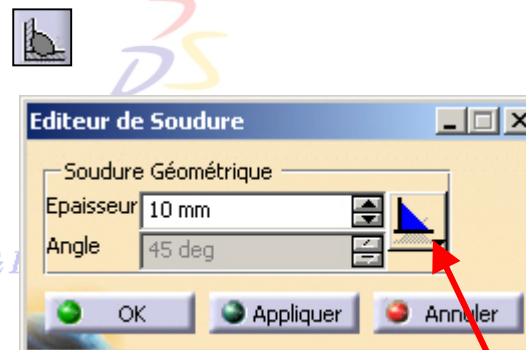 Editeur de Soudure
Soudure Géométrique
Epaisseur 10 mm
Angle 45 deg
OK Appliquer Annuler